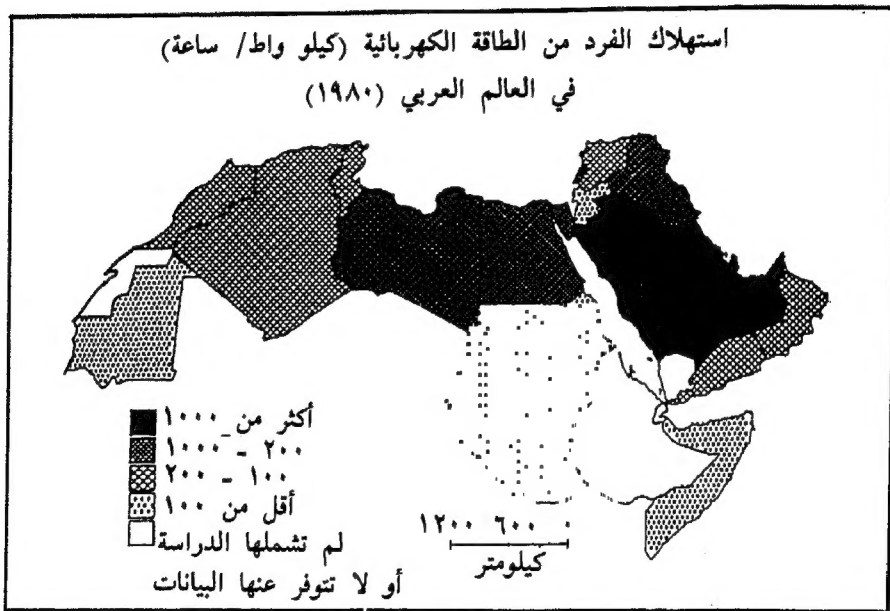 استهلاك الفرد من الطاقة الكهربائية (كيلو واط/ ساعة)
في العالم العربي (١٩٨٠)
أكثر من ١٠٠٠
٢٠٠ - ١٠٠٠
١٠٠ - ٢٠٠
أقل من ١٠٠
لم تشملها الدراسة
أو لا تتوفر عنها البيانات
٠ ٦٠٠ ١٢٠٠
كيلومتر